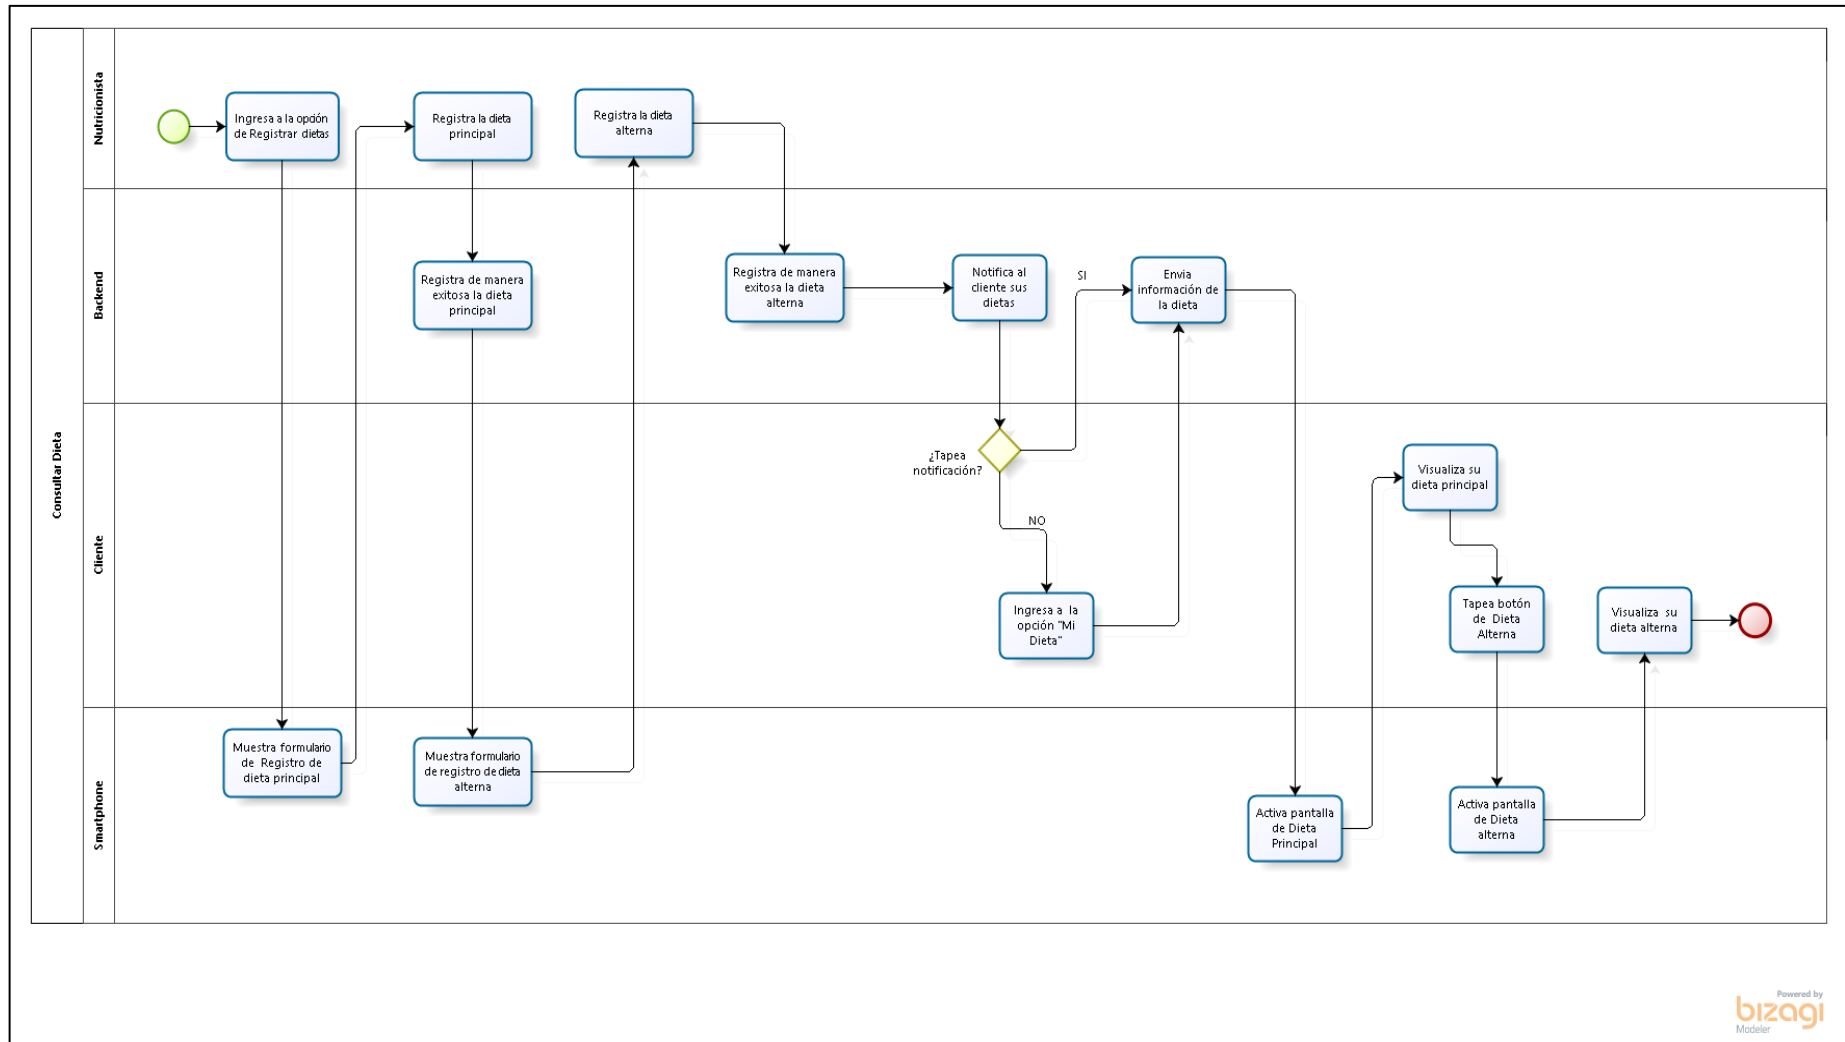 Consultar Dieta
Nutricionista
Ingresa a la opción
de Registrar dietas
Registra la dieta
principal
Registra la dieta
alterna
Backend
Registra de manera
exitosa la dieta
principal
Registra de manera
exitosa la dieta
alterna
Notifica al
cliente sus
dietas
SI
Envia
información de
la dieta
Cliente
¿Tapea
notificación?
NO
Ingresa a la
opción "Mi
Dieta"
Visualiza su
dieta principal
Tapea botón
de Dieta
Alterna
Visualiza su
dieta alterna
Smartphone
Muestra formulario
de Registro de
dieta principal
Muestra formulario
de registro de dieta
alterna
Activa pantalla
de Dieta
Principal
Activa pantalla
de Dieta
alterna
Powered by
bizagi
Modeler